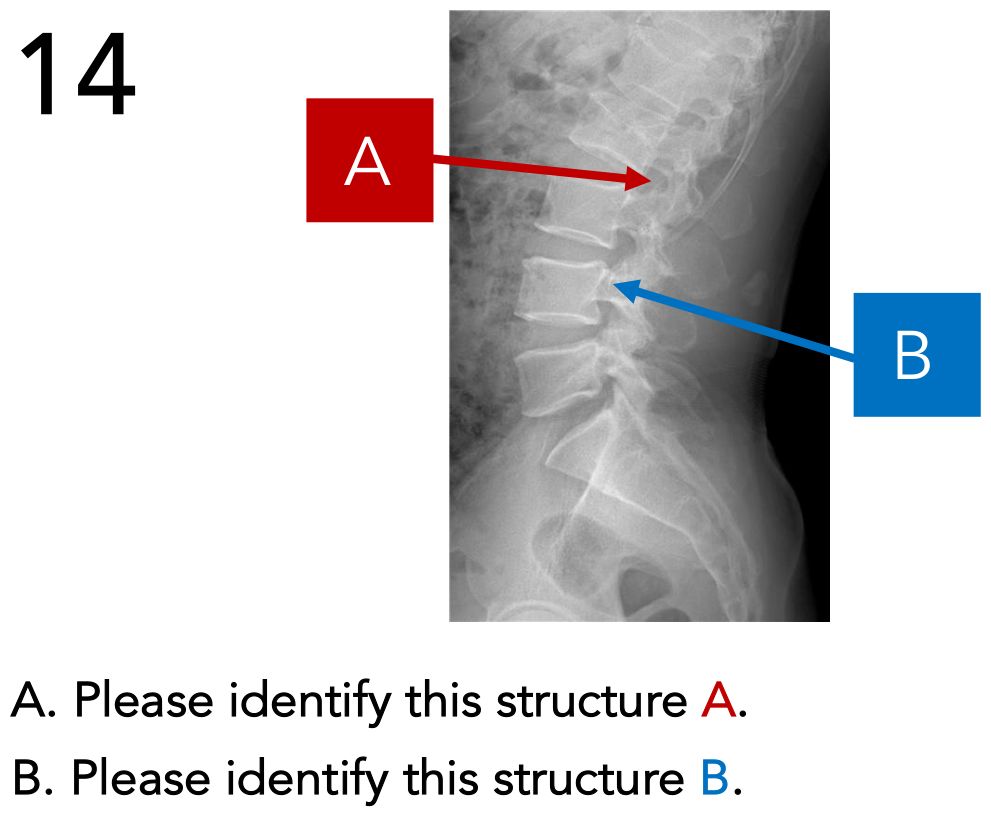 14
A
B
A. Please identify this structure A.
B. Please identify this structure B.